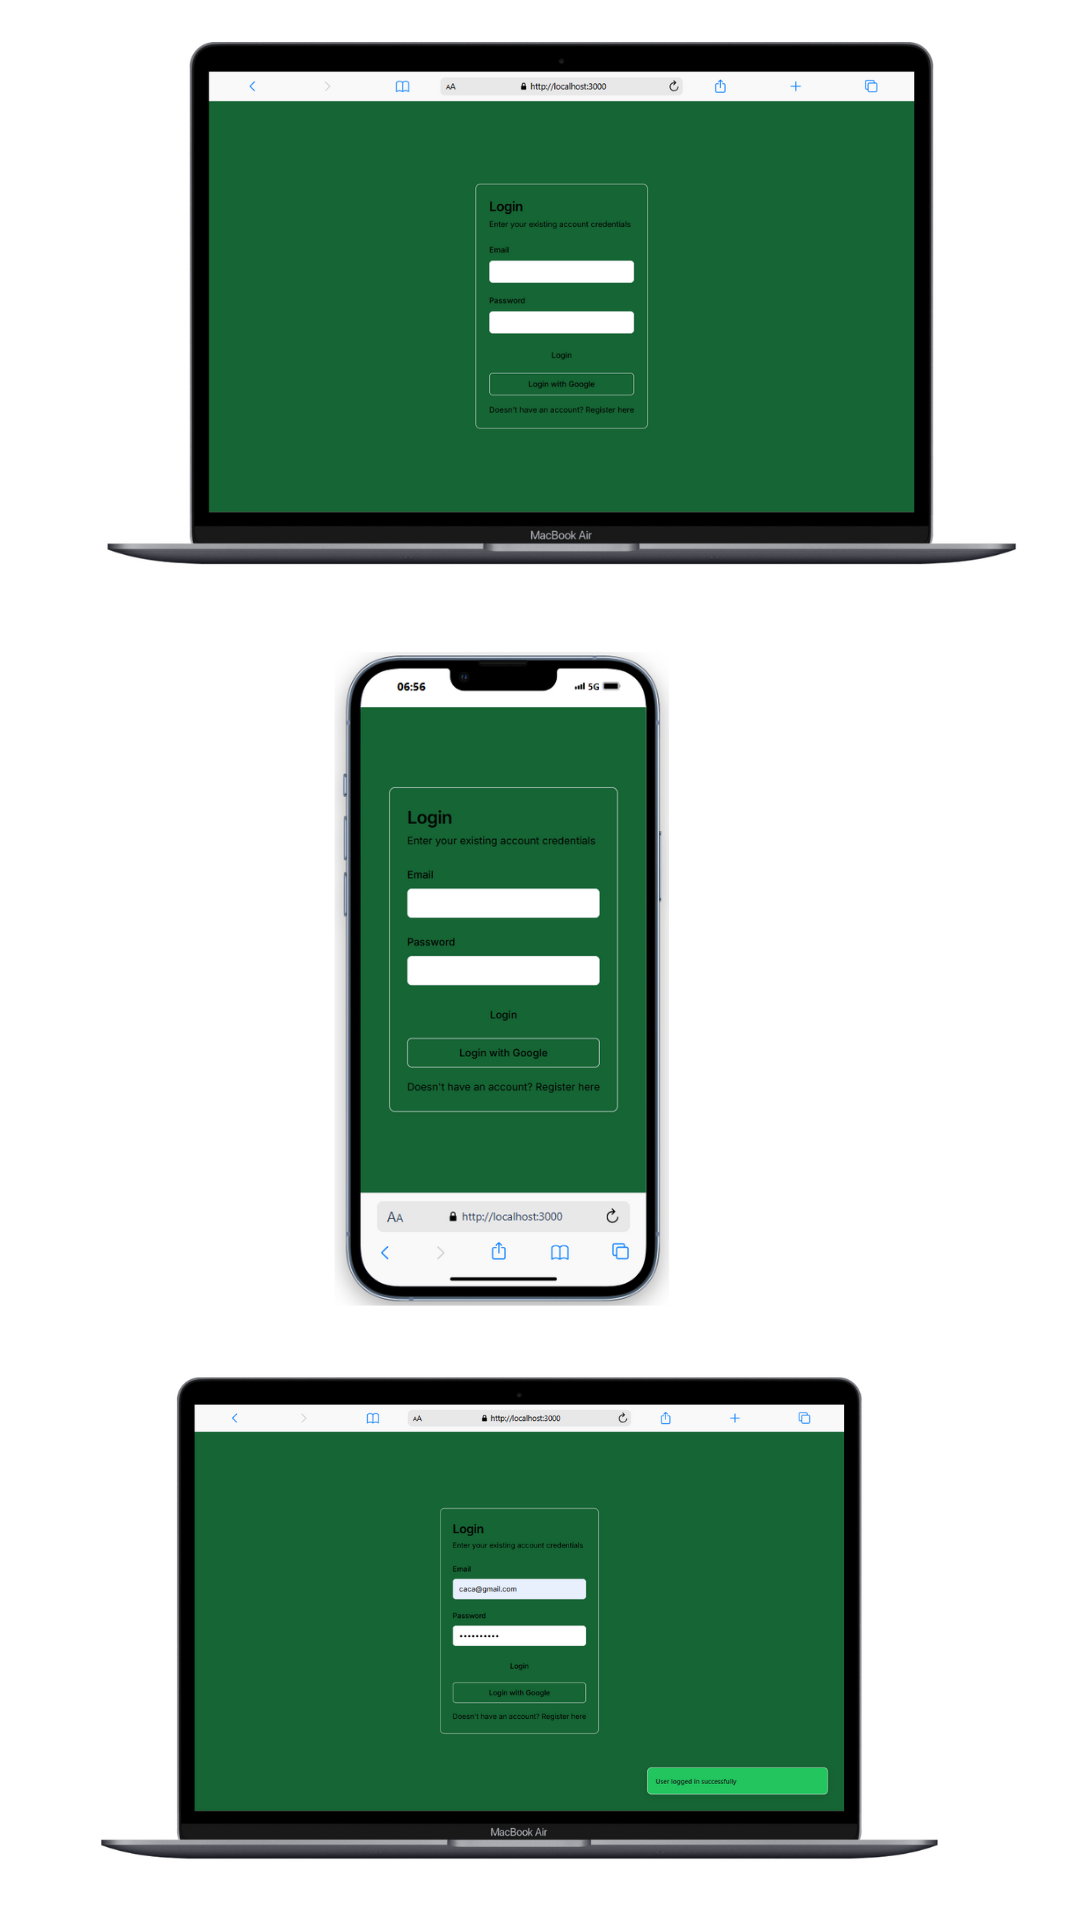 AA http://localhost:3000
Login
Enter your existing account credentials
Email
Password
Login
Login with Google
Doesn't have an account? Register here
MacBook Air
06:56 5G
Login
Enter your existing account credentials
Email
Password
Login
Login with Google
Doesn't have an account? Register here
AA http://localhost:3000
AA http://localhost:3000
Login
Enter your existing account credentials
Email
caca@gmail.com
Password
••••••••••
Login
Login with Google
Doesn't have an account? Register here
User logged in successfully
MacBook Air